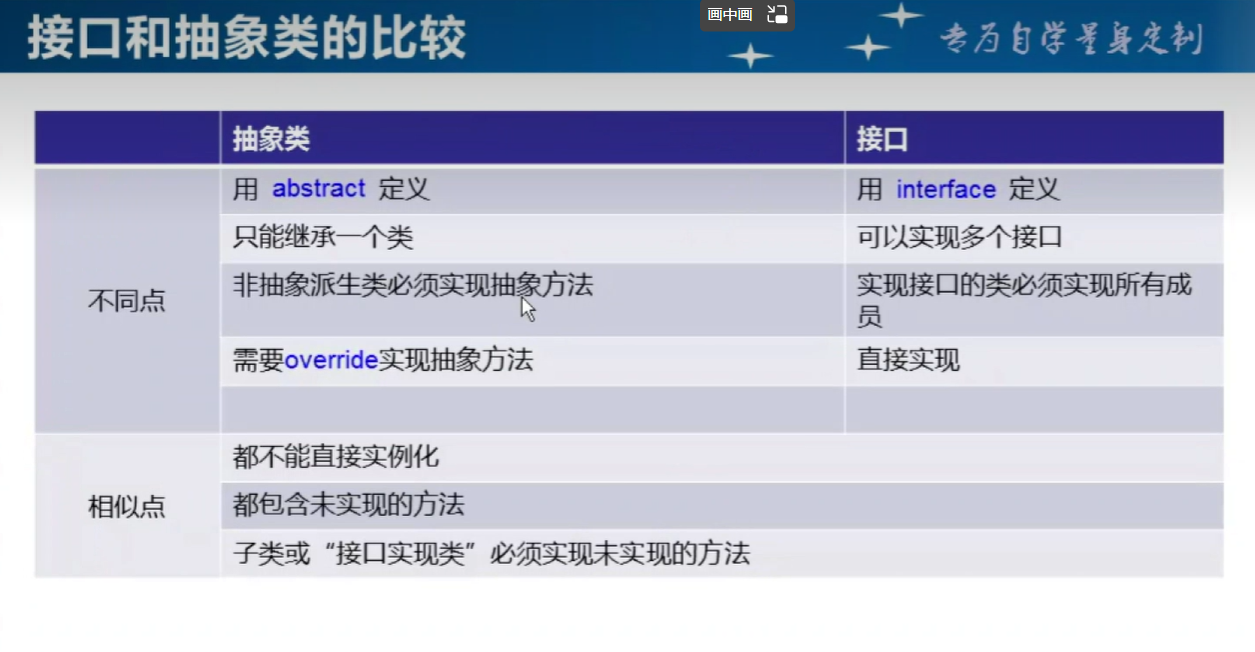 接口和抽象类的比较
画中画
专为自学量身定制
抽象类
接口
不同点
用 abstract 定义
用 interface 定义
只能继承一个类
可以实现多个接口
非抽象派生类必须实现抽象方法
实现接口的类必须实现所有成
员
需要override实现抽象方法
直接实现
相似点
都不能直接实例化
都包含未实现的方法
子类或“接口实现类”必须实现未实现的方法